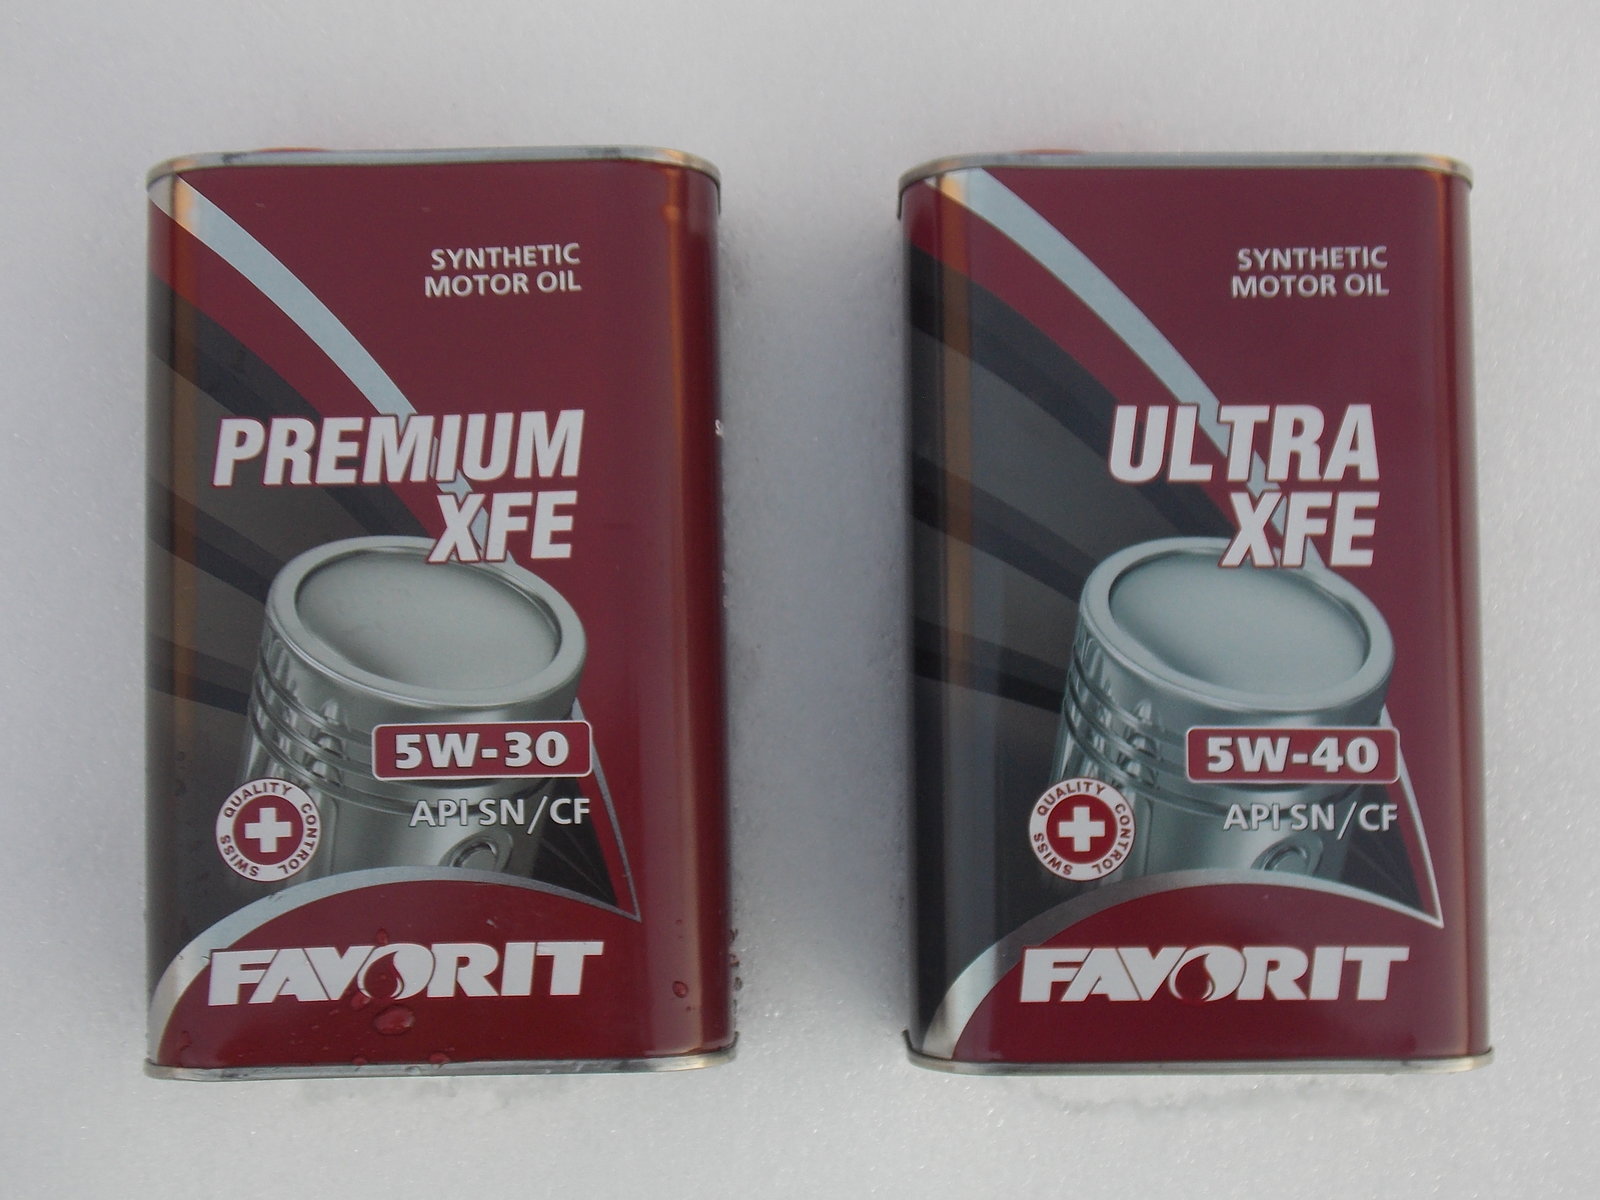 SYNTHETIC
MOTOR OIL
PREMIUM
XFE
5W-30
API SN/CF
SWISS QUALITY CONTROL
FAVORIT
SYNTHETIC
MOTOR OIL
ULTRA
XFE
5W-40
API SN/CF
SWISS QUALITY CONTROL
FAVORIT